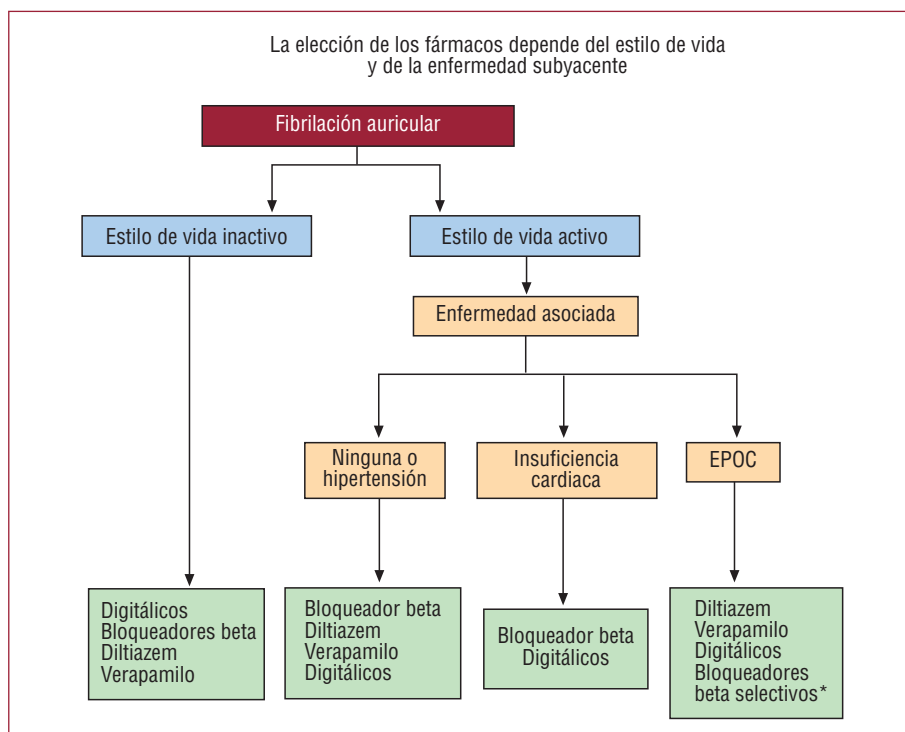 La elección de los fármacos depende del estilo de vida
y de la enfermedad subyacente
Fibrilación auricular
Estilo de vida inactivo
Estilo de vida activo
Enfermedad asociada
Ninguna o
hipertensión
Insuficiencia
cardiaca
EPOC
Digitálicos
Bloqueadores beta
Diltiazem
Verapamilo
Bloqueador beta
Diltiazem
Verapamilo
Digitálicos
Bloqueador beta
Digitálicos
Diltiazem
Verapamilo
Digitálicos
Bloqueadores
beta selectivos*